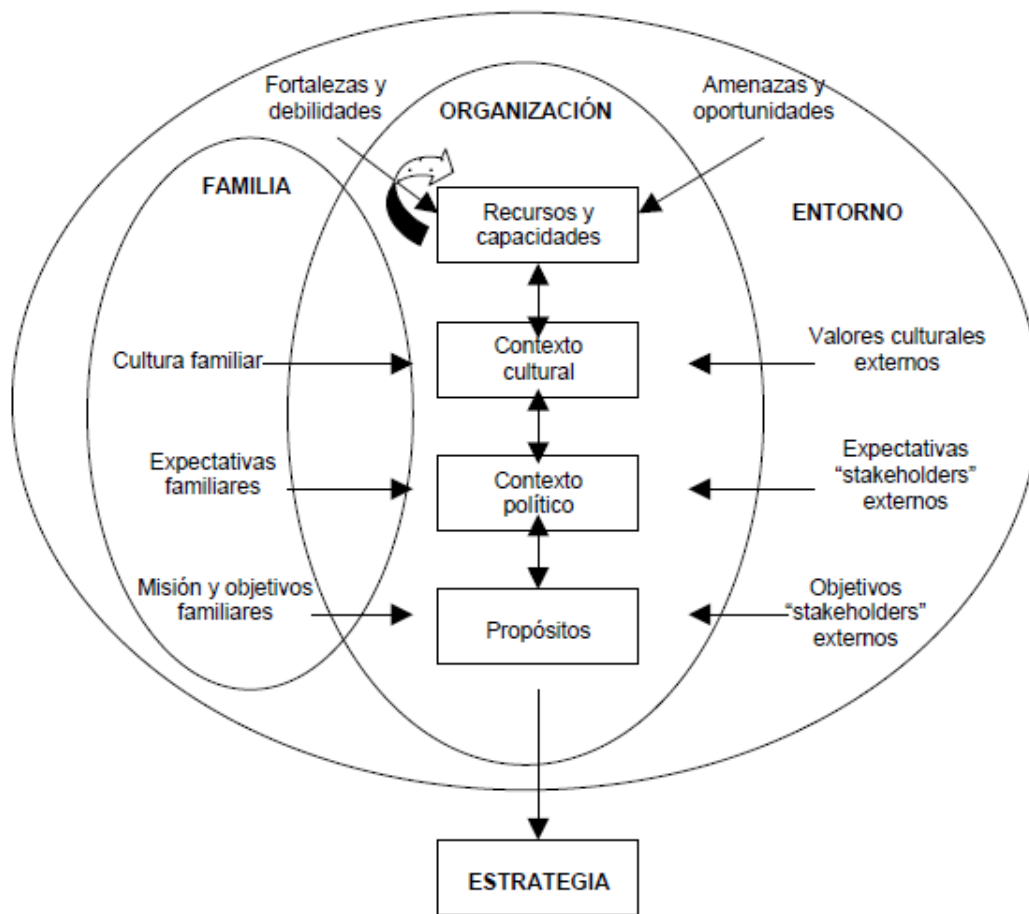 Fortalezas y
debilidades
ORGANIZACIÓN
Amenazas y
oportunidades
FAMILIA
ENTORNO
Recursos y
capacidades
Cultura familiar
Contexto
cultural
Valores culturales
externos
Expectativas
familiares
Contexto
político
Expectativas
“stakeholders”
externos
Misión y objetivos
familiares
Propósitos
Objetivos
“stakeholders”
externos
ESTRATEGIA